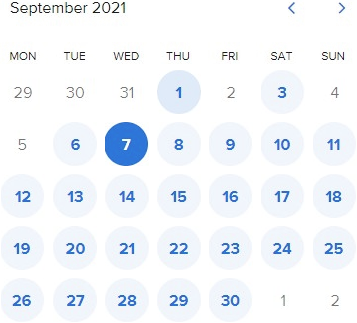 September 2021
MON TUE WED THU FRI SAT SUN
29 30 31 1 2 3 4
5 6 7 8 9 10 11
12 13 14 15 16 17 18
19 20 21 22 23 24 25
26 27 28 29 30 1 2